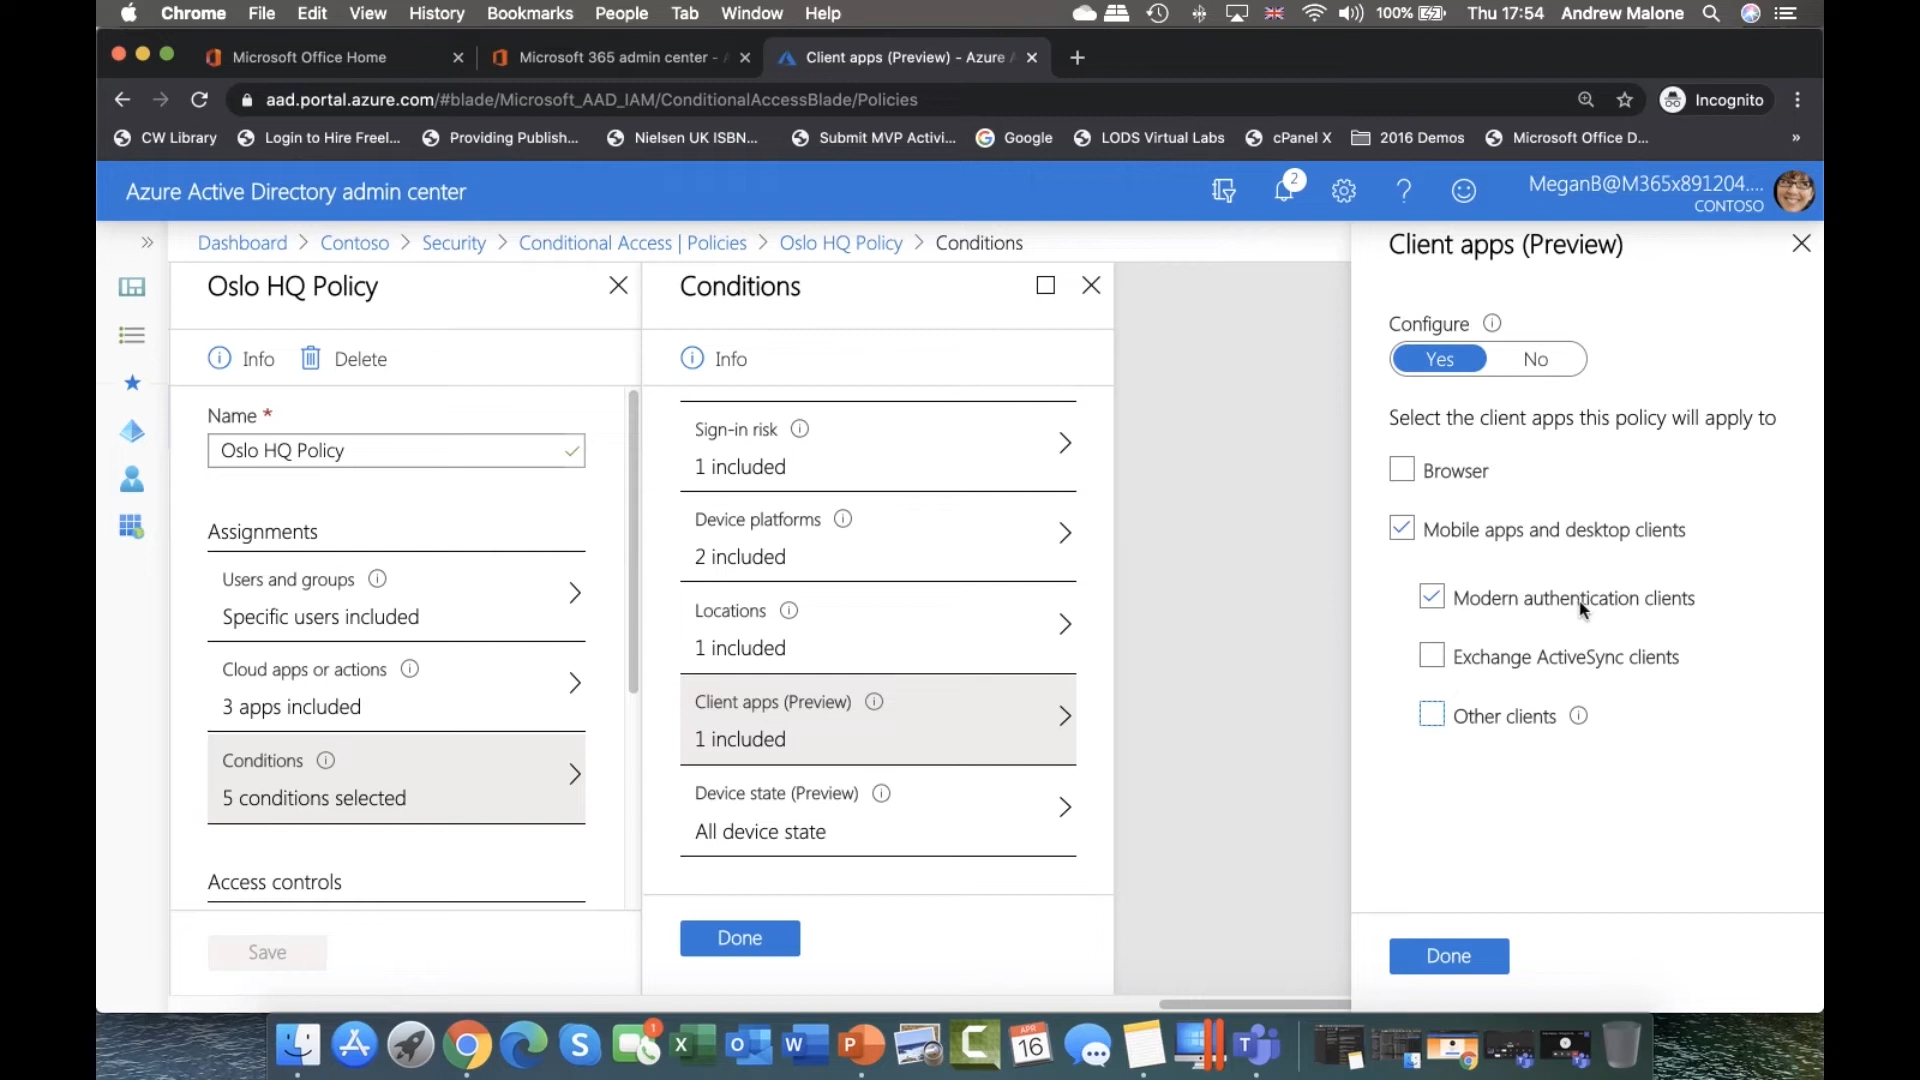 Chrome File Edit View History Bookmarks People Tab Window Help 100% Thu 17:54 Andrew Malone
Microsoft Office Home Microsoft 365 admin center - Client apps (Preview) - Azure
aad.portal.azure.com/#blade/Microsoft_AAD_IAM/ConditionalAccessBlade/Policies Incognito
CW Library Login to Hire Freel... Providing Publish... Nielsen UK ISBN... Submit MVP Activi... Google LODS Virtual Labs cPanel X 2016 Demos Microsoft Office D... »
Azure Active Directory admin center
2
MeganB@M365x891204....
CONTOSO
Dashboard > Contoso > Security > Conditional Access | Policies > Oslo HQ Policy > Conditions
Oslo HQ Policy
Info Delete
Name *
Oslo HQ Policy
Assignments
Users and groups
Specific users included
Cloud apps or actions
3 apps included
Conditions
5 conditions selected
Access controls
Save
Conditions
Info
Sign-in risk
1 included
Device platforms
2 included
Locations
1 included
Client apps (Preview)
1 included
Device state (Preview)
All device state
Done
Client apps (Preview)
Configure
Yes No
Select the client apps this policy will apply to
Browser
Mobile apps and desktop clients
Modern authentication clients
Exchange ActiveSync clients
Other clients
Done
S 1 X O W P C APR 16 T